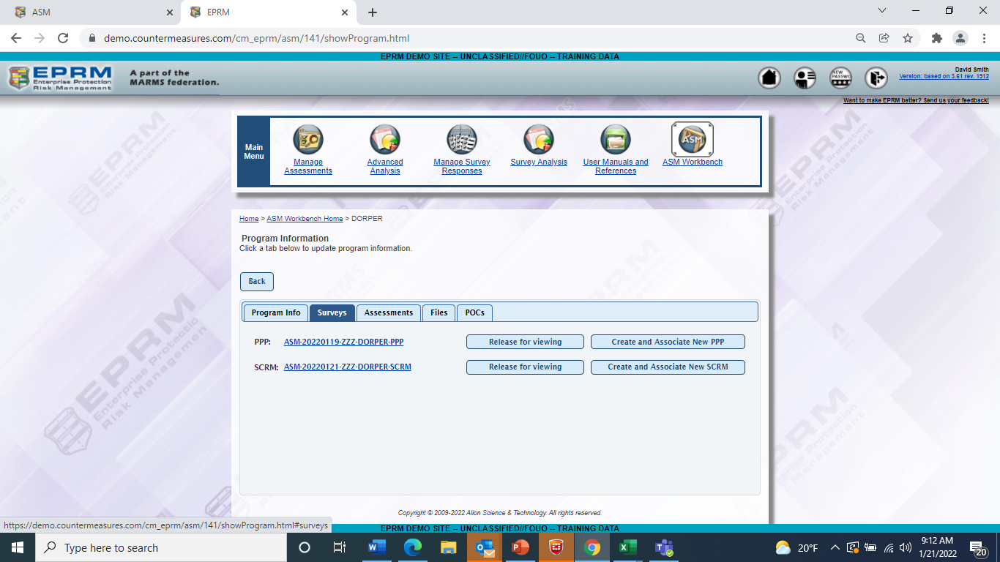 ASM
EPRM
demo.countermeasures.com/cm_eprm/asm/141/showProgram.html
EPRM DEMO SITE -- UNCLASSIFIED//FOUO -- TRAINING DATA
EPRM
Enterprise Protection
Risk Management
A part of the
MARMS federation.
NEW
PASSWC
David Smith
Version: based on 3.61 rev. 1912
Want to make EPRM better? Send us your feedback!
Main
Menu
Manage
Assessments
Advanced
Analysis
Manage Survey
Responses
Survey Analysis
User Manuals and
References
ASM
ASM Workbench
Home > ASM Workbench Home > DORPER
Program Information
Click a tab below to update program information.
Back
Program Info Surveys Assessments Files POCs
PPP: ASM-20220119-ZZZ-DORPER-PPP Release for viewing Create and Associate New PPP
SCRM: ASM-20220121-ZZZ-DORPER-SCRM Release for viewing Create and Associate New SCRM
Copyright © 2009-2022 Alion Science & Technology. All rights reserved.
https://demo.countermeasures.com/cm_eprm/asm/141/showProgram.html#surveys
EPRM DEMO SITE -- UNCLASSIFIED//FOUO -- TRAINING DATA
Type here to search
20°F
9:12 AM
1/21/2022
20